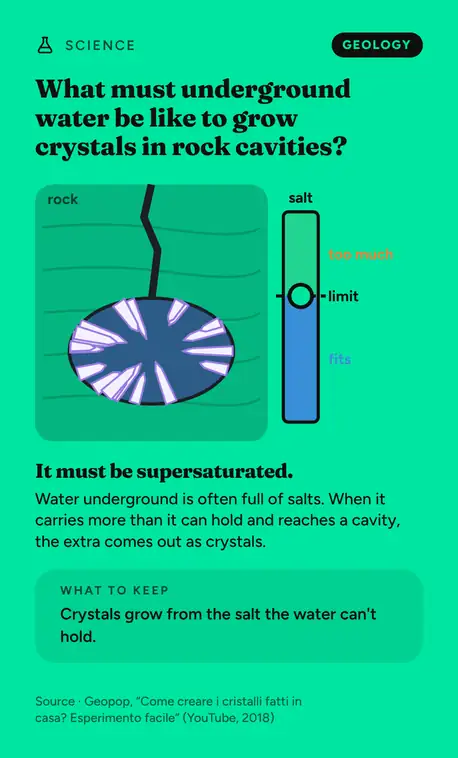 SCIENCE
GEOLOGY
What must underground
water be like to grow
crystals in rock cavities?
rock
salt
too much
limit
fits
It must be supersaturated.
Water underground is often full of salts. When it
carries more than it can hold and reaches a cavity,
the extra comes out as crystals.
WHAT TO KEEP
Crystals grow from the salt the water can't
hold.
Source · Geopop, “Come creare i cristalli fatti in
casa? Esperimento facile” (YouTube, 2018)